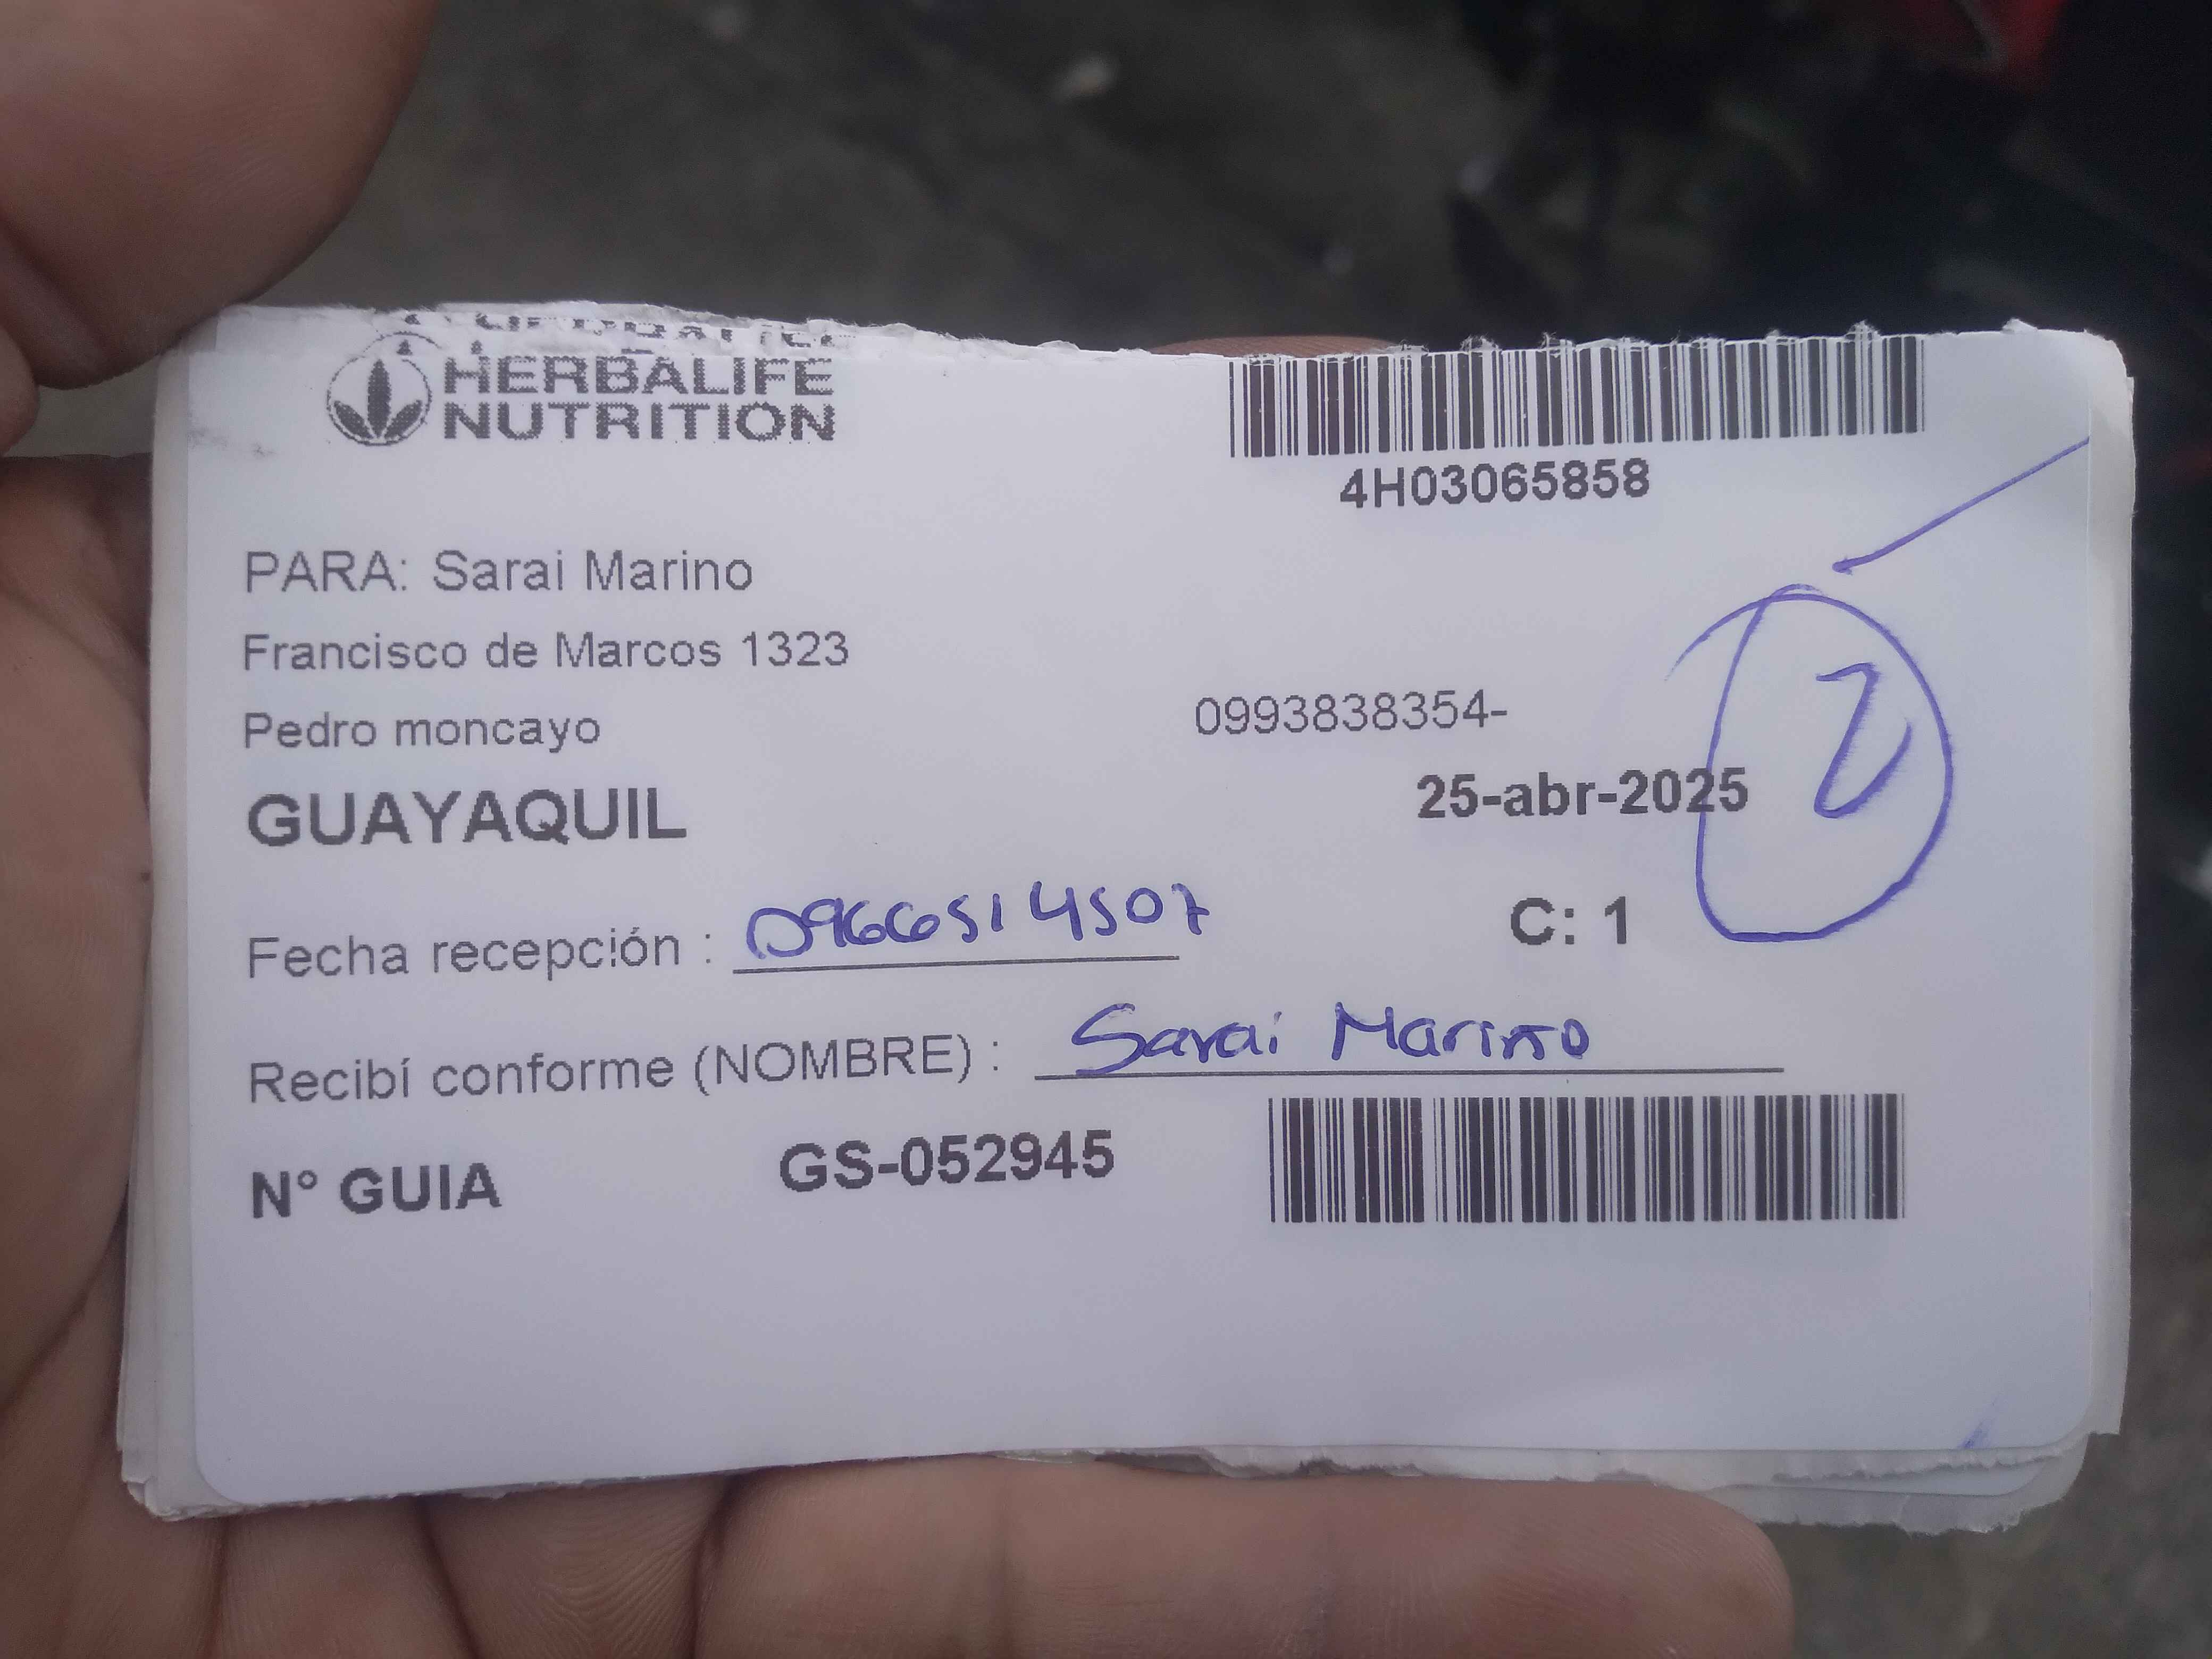 HERBALIFE
NUTRITION
4H03065858
PARA: Sarai Marino
Francisco de Marcos 1323
Pedro moncayo
0993838354-
GUAYAQUIL
25-abr-2025
2
Fecha recepción : 0966514507
C: 1
Recibí conforme (NOMBRE) : Sarai Marino
N° GUIA GS-052945